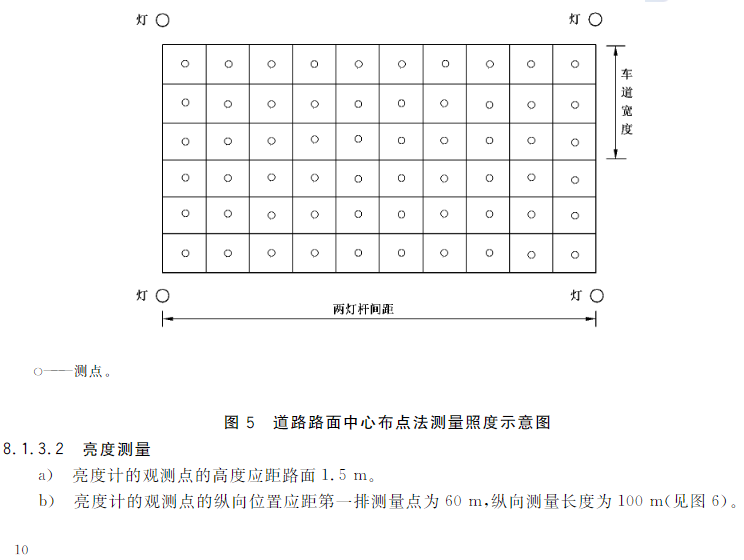 灯 灯
车道宽度
灯 灯
两灯杆间距
○——测点。
图 5 道路路面中心布点法测量照度示意图
8.1.3.2 亮度测量
a) 亮度计的观测点的高度应距路面 1.5 m。
b) 亮度计的观测点的纵向位置应距第一排测量点为 60 m,纵向测量长度为 100 m(见图 6)。
10